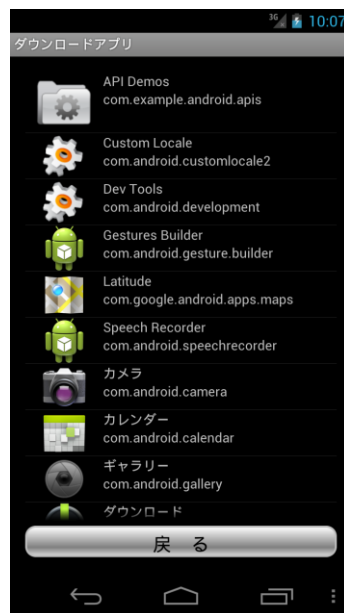 3G 10:07
ダウンロードアプリ
API Demos
com.example.android.apis
Custom Locale
com.android.customlocale2
Dev Tools
com.android.development
Gestures Builder
com.android.gesture.builder
Latitude
com.google.android.apps.maps
Speech Recorder
com.android.speechrecorder
カメラ
com.android.camera
カレンダー
com.android.calendar
ギャラリー
com.android.gallery
ダウンロード
戻 る